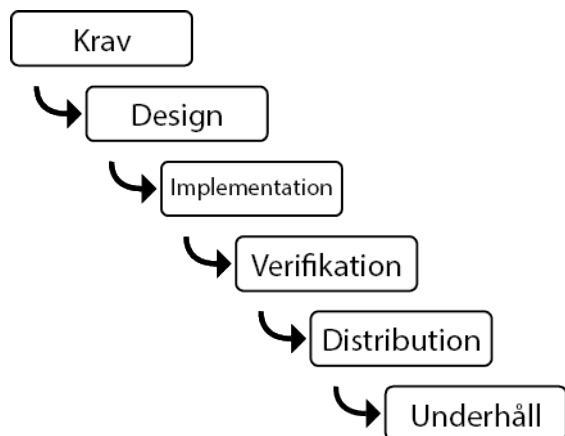 Krav
Design
Implementation
Verifikation
Distribution
Underhåll